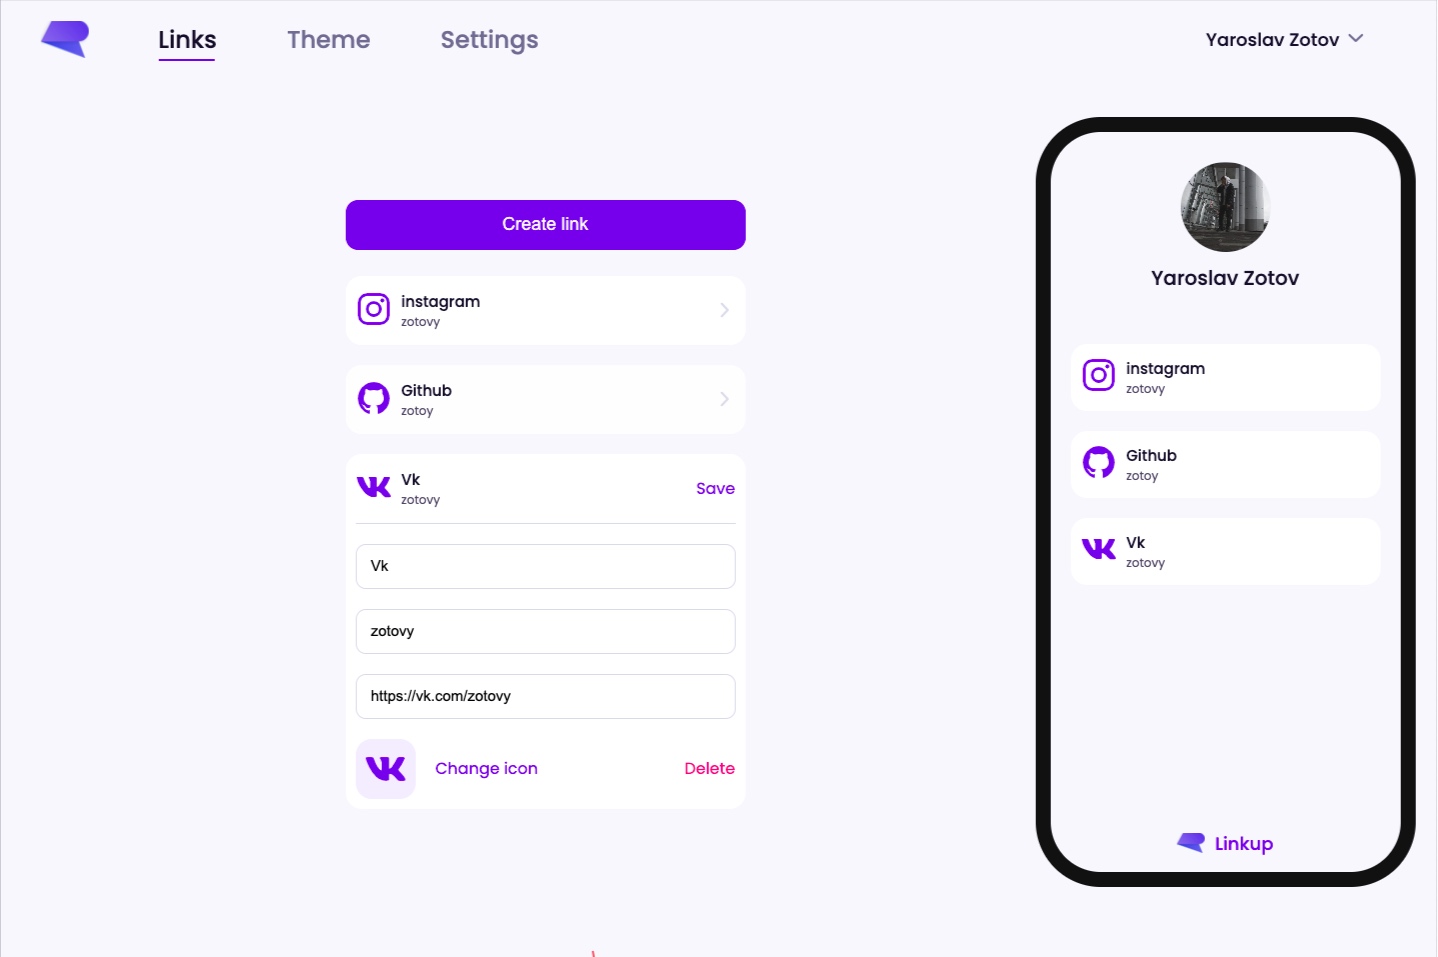 Links
Theme
Settings
Yaroslav Zotov
Create link
instagram
zotovy
Github
zotoy
Vk
zotovy
Save
Vk
zotovy
https://vk.com/zotovy
Change icon
Delete
Yaroslav Zotov
instagram
zotovy
Github
zotoy
Vk
zotovy
Linkup